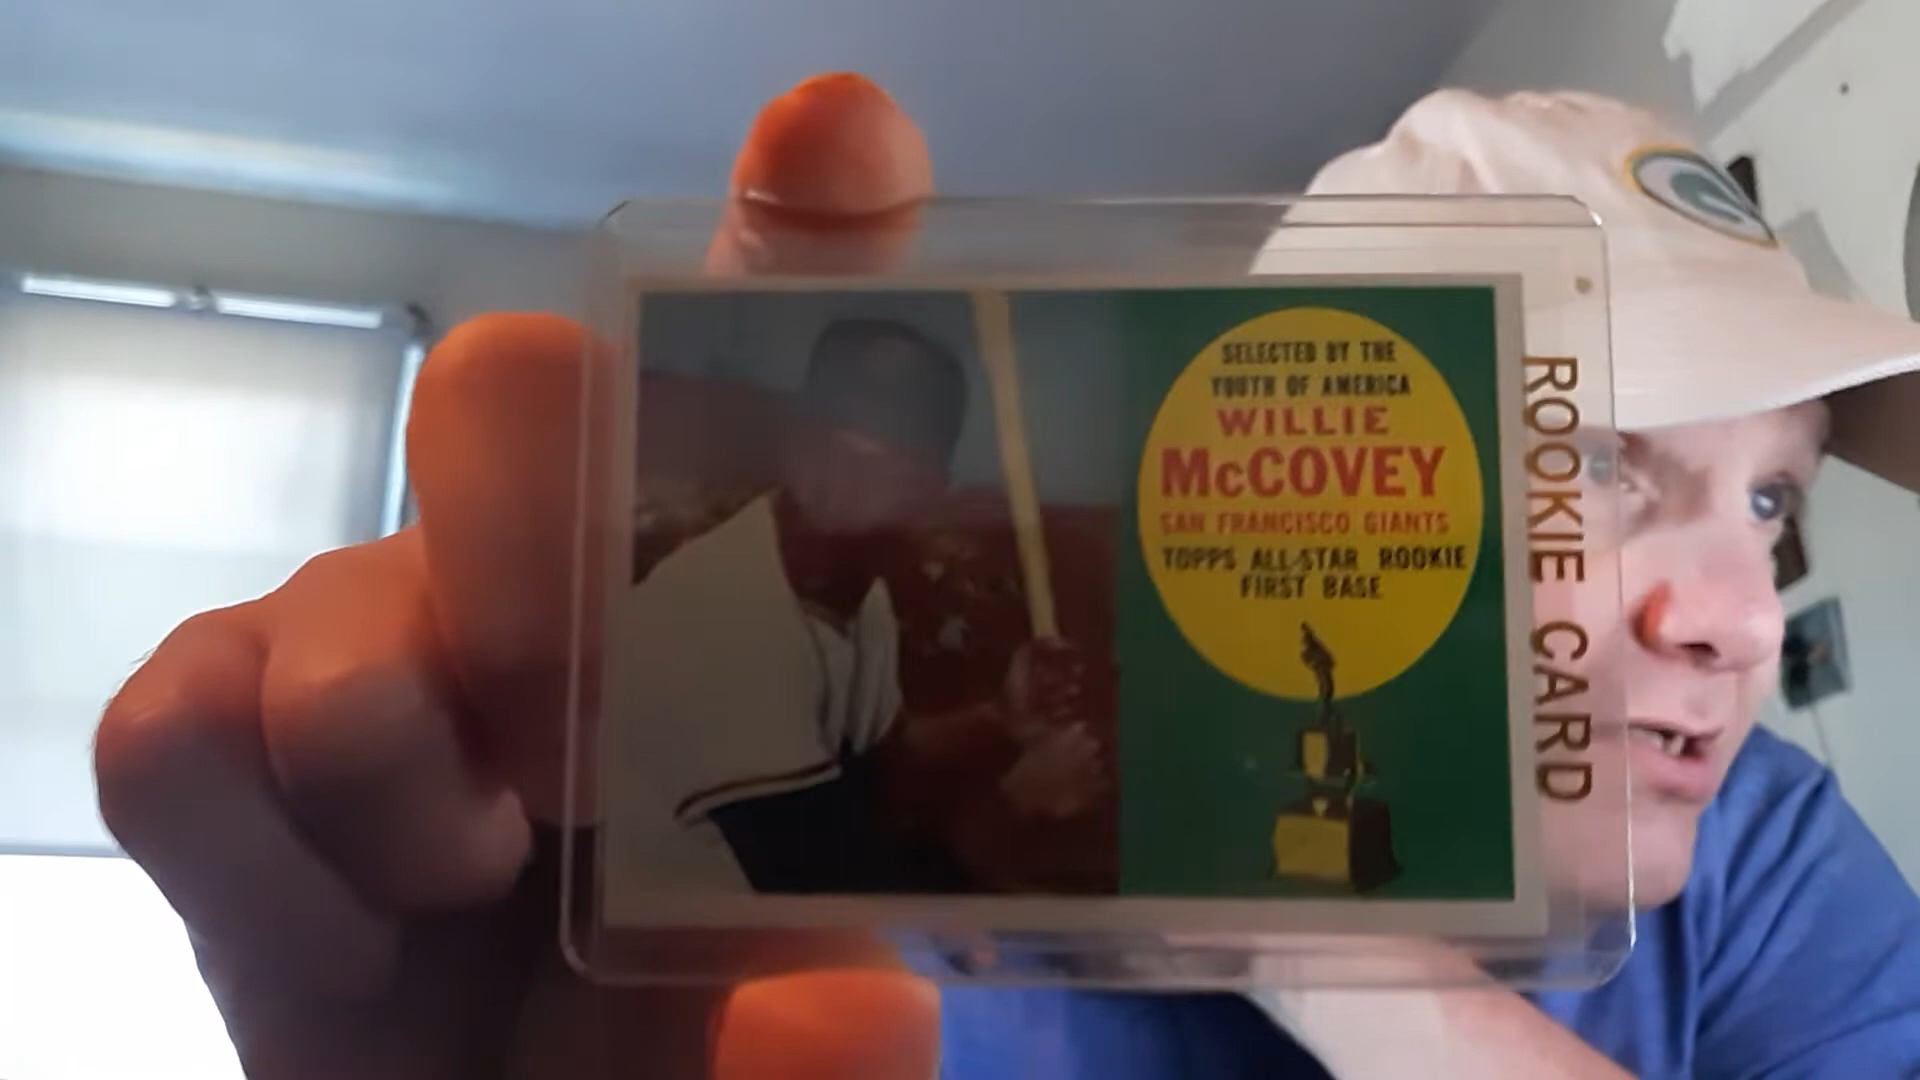 SELECTED BY THE
YOUTH OF AMERICA
WILLIE
McCOVEY
SAN FRANCISCO GIANTS
TOPPS ALL-STAR ROOKIE
FIRST BASE
ROOKIE CARD
G